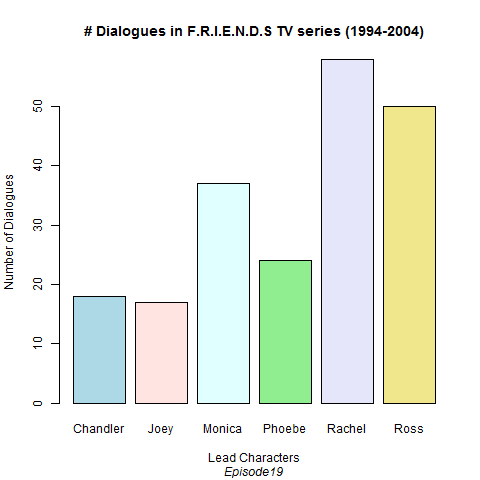 # Dialogues in F.R.I.E.N.D.S TV series (1994-2004)
Number of Dialogues
50
40
30
20
10
0
Chandler Joey Monica Phoebe Rachel Ross
Lead Characters
Episode19